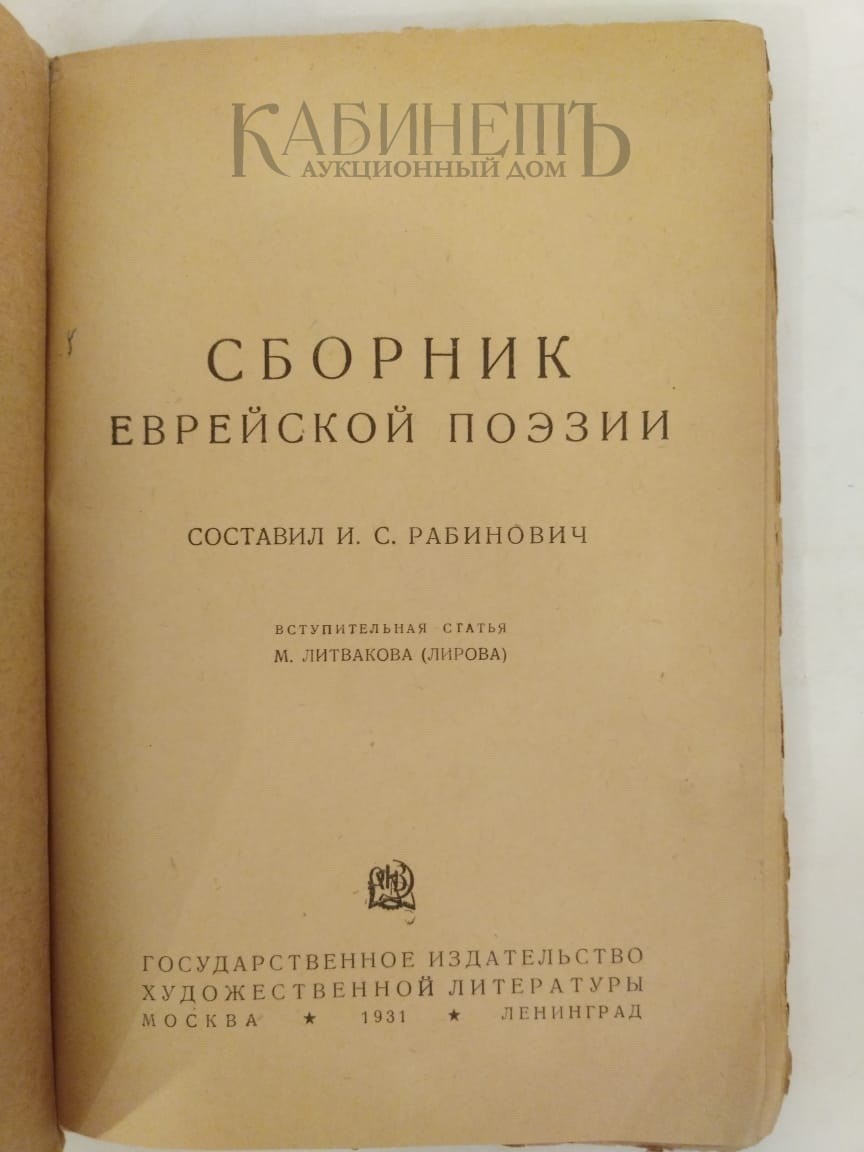 КАБИНЕТЪ
АУКЦИОННЫЙ ДОМ
СБОРНИК
ЕВРЕЙСКОЙ ПОЭЗИИ
СОСТАВИЛ И. С. РАБИНОВИЧ
ВСТУПИТЕЛЬНАЯ СТАТЬЯ
М. ЛИТВАКОВА (ЛИРОВА)
ГОСУДАРСТВЕННОЕ ИЗДАТЕЛЬСТВО
ХУДОЖЕСТВЕННОЙ ЛИТЕРАТУРЫ
МОСКВА ★ 1931 ★ ЛЕНИНГРАД